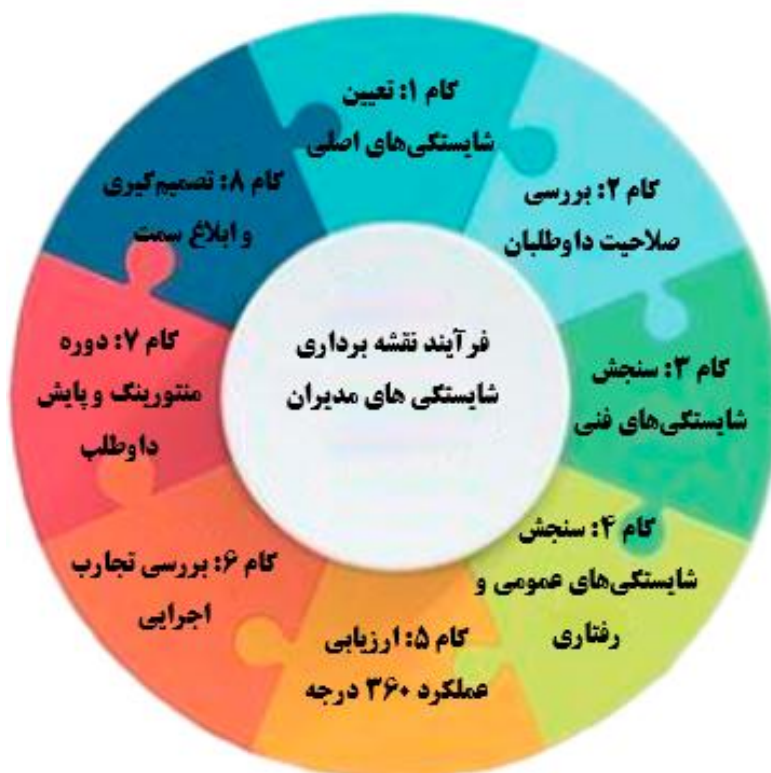 فرآیند نقشه برداری
شایستگی های مدیران
گام ۱: تعیین
شایستگی‌های اصلی
گام ۲: بررسی
صلاحیت داوطلبان
گام ۳: سنجش
شایستگی‌های فنی
گام ۴: سنجش
شایستگی‌های عمومی و
رفتاری
گام ۵: ارزیابی
عملکرد ۳۶۰ درجه
گام ۶: بررسی تجارب
اجرایی
گام ۷: دوره
منتورینگ و پایش
داوطلب
گام ۸: تصمیم‌گیری
و ابلاغ سمت